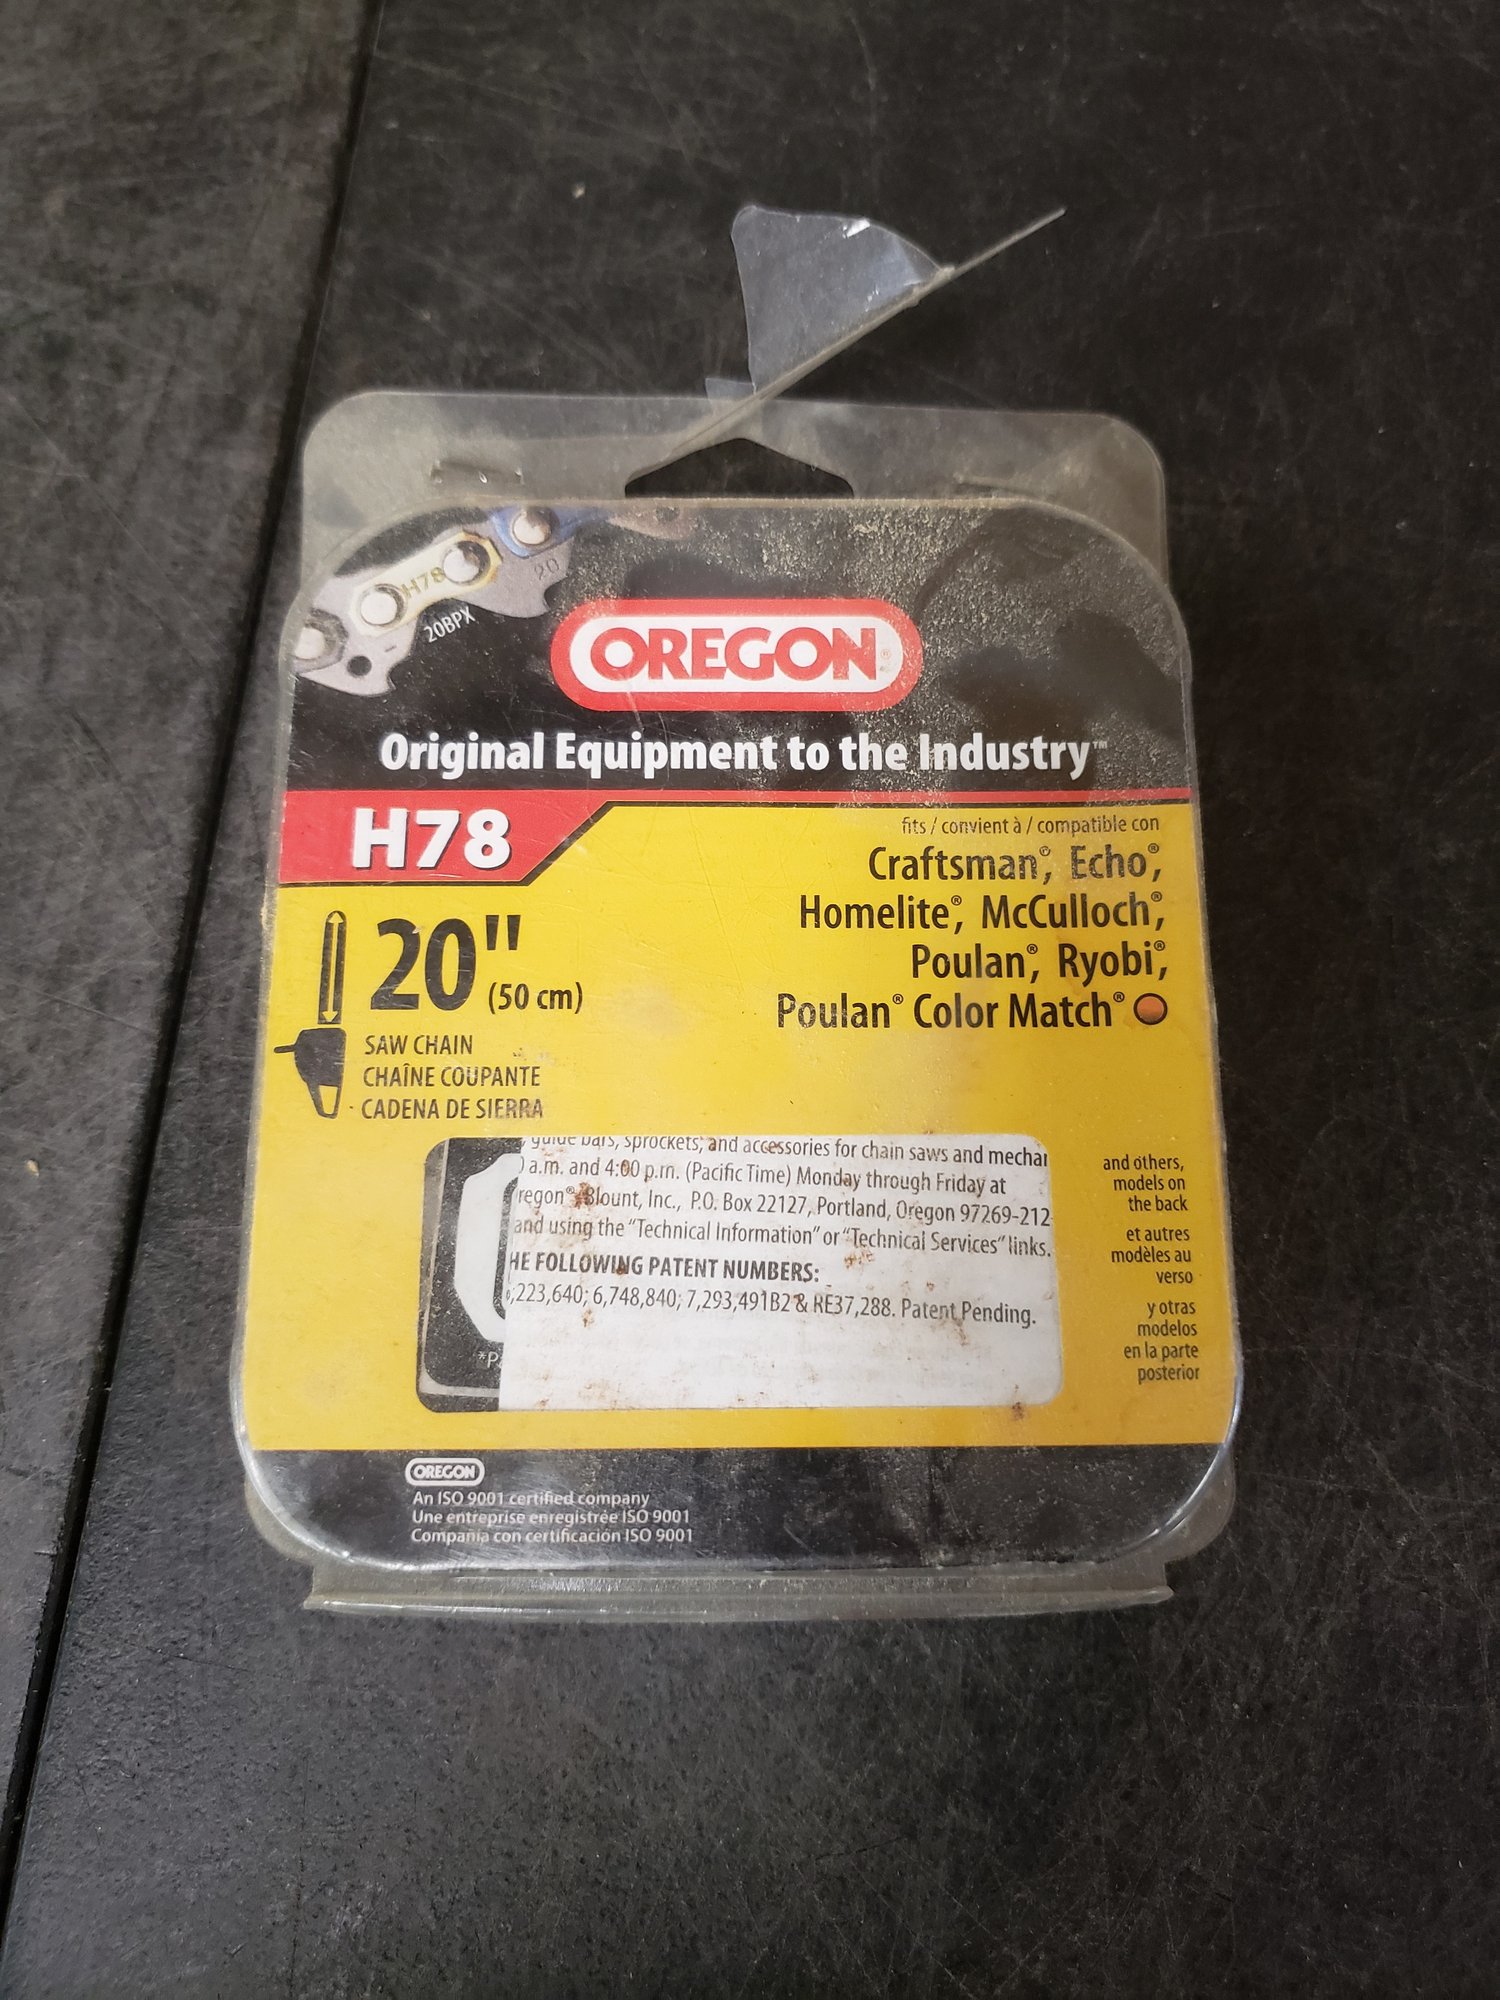 H78
20
20BPX
OREGON®
Original Equipment to the Industry™
H78
fits / convient à / compatible con
Craftsman®, Echo®,
Homelite®, McCulloch®,
Poulan®, Ryobi®,
Poulan® Color Match®
20"
(50 cm)
SAW CHAIN
CHAÎNE COUPANTE
CADENA DE SIERRA
guide bars, sprockets, and accessories for chain saws and mechan
a.m. and 4:00 p.m. (Pacific Time) Monday through Friday at
regon®, Blount, Inc., P.O. Box 22127, Portland, Oregon 97269-212
and using the "Technical Information" or "Technical Services" links.
HE FOLLOWING PATENT NUMBERS:
,223,640; 6,748,840; 7,293,491B2 & RE37,288. Patent Pending.
*P
and others,
models on
the back
et autres
modèles au
verso
y otras
modelos
en la parte
posterior
OREGON
An ISO 9001 certified company
Une entreprise enregistrée ISO 9001
Compañia con certificación ISO 9001